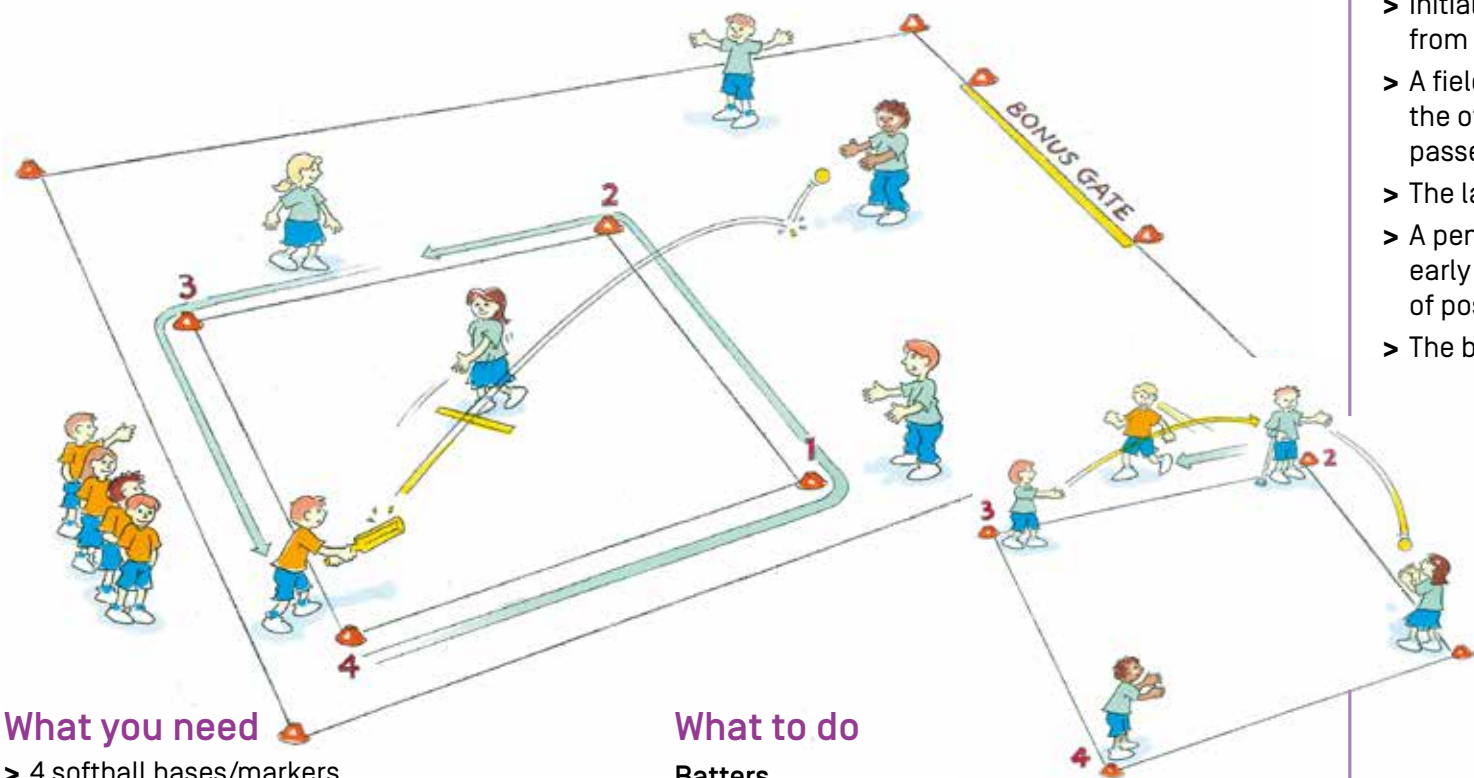 > Initial
from
> A field
the o
passe
> The la
> A pen
early
of pos
> The b
BONUS GATE
2
3
1
4
2
3
4
What you need
> 4 softball bases/markers
What to do
Batters